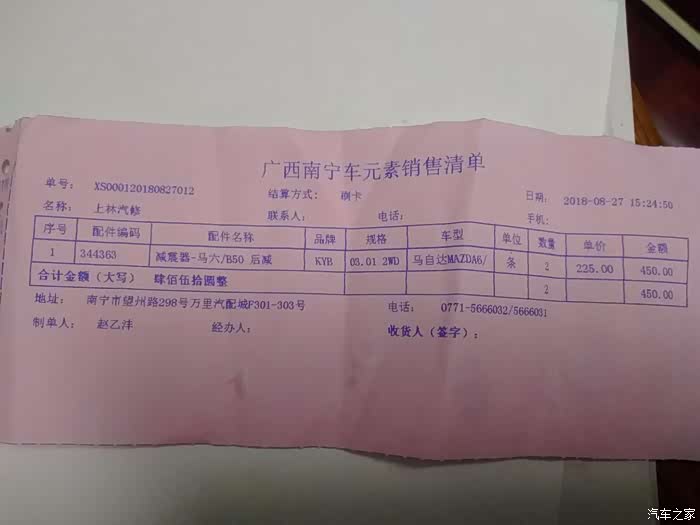 广西南宁车元素销售清单
单号: XS000120180827012 结算方式: 刷卡 日期: 2018-08-27 15:24:50
名称: 上林汽修 联系人: 电话: 手机:
序号 配件编码 配件名称 品牌 规格 车型 单位 数量 单价 金额
1 344363 减震器-马六/B50 后减 KYB 03.01 2WD 马自达MAZDA6/ 条 2 225.00 450.00
合计金额(大写) 肆佰伍拾圆整 2 450.00
地址: 南宁市望州路298号万里汽配城F301-303号 电话: 0771-5666032/5666031
制单人: 赵乙沣 经办人: 收货人(签字):
汽车之家